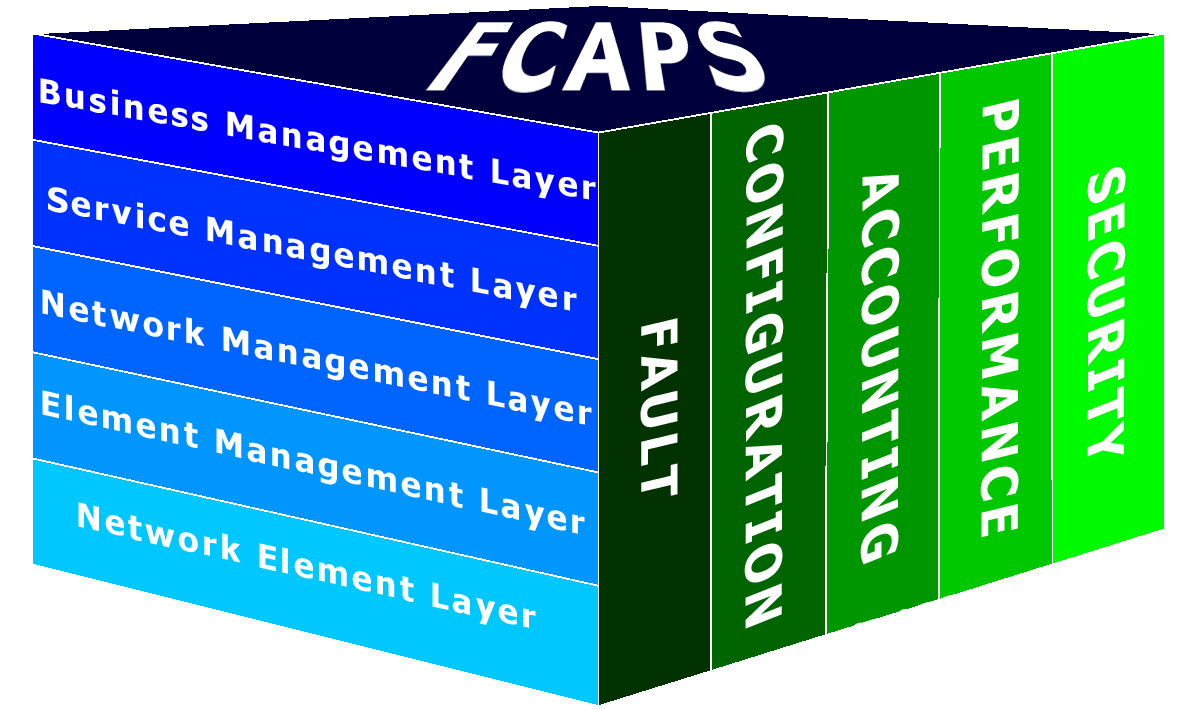 FCAPS
Business Management Layer
Service Management Layer
Network Management Layer
Element Management Layer
Network Element Layer
FAULT
CONFIGURATION
ACCOUNTING
PERFORMANCE
SECURITY